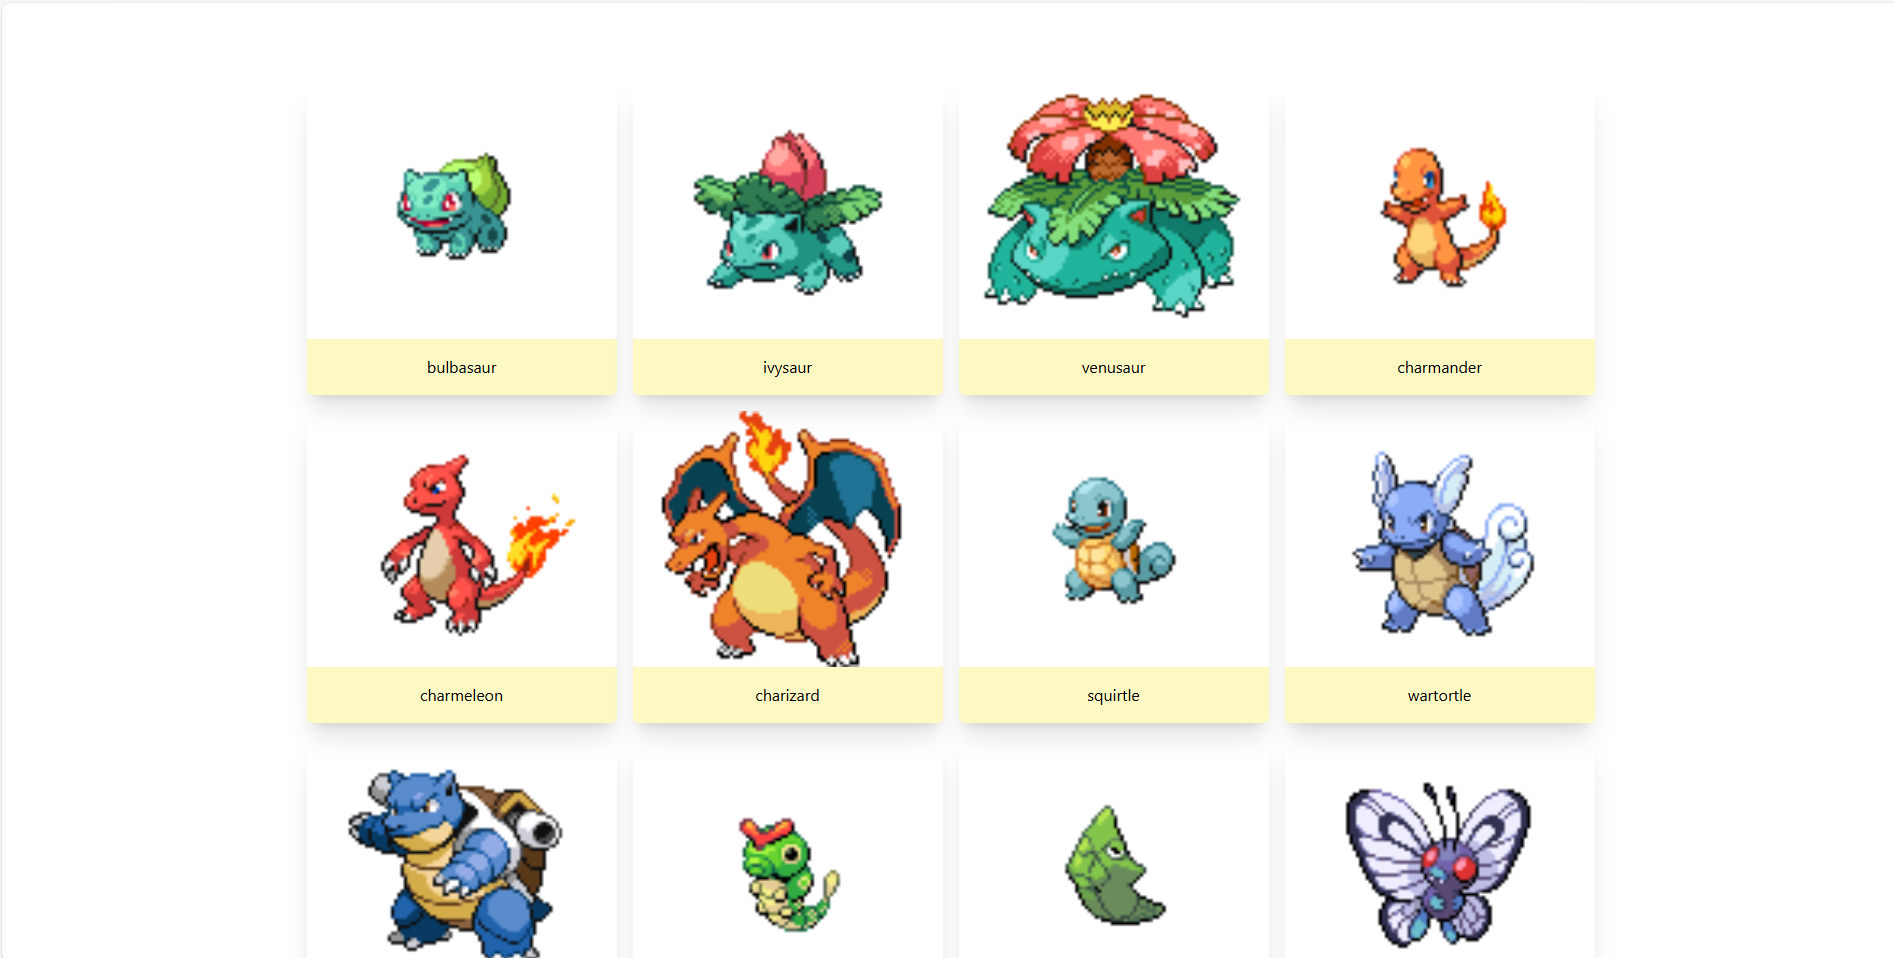 bulbasaur
ivysaur
venusaur
charmander
charmeleon
charizard
squirtle
wartortle